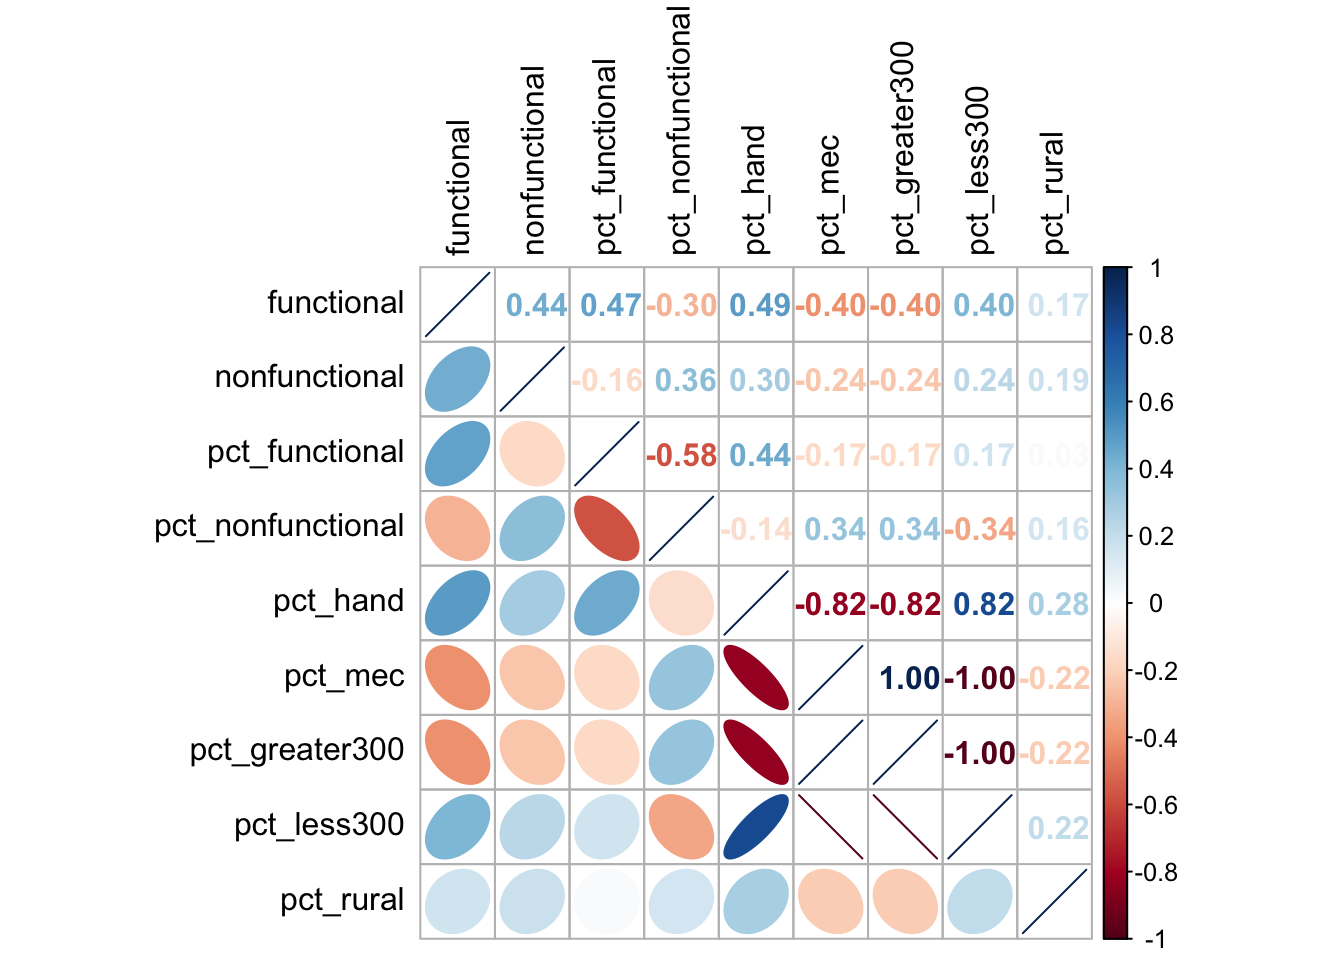 functional nonfunctional pct_functional pct_nonfunctional pct_hand pct_mec pct_greater300 pct_less300 pct_rural
functional 0.44 0.47 -0.30 0.49 -0.40 -0.40 0.40 0.17
nonfunctional -0.16 0.36 0.30 -0.24 -0.24 0.24 0.19
pct_functional -0.58 0.44 -0.17 -0.17 0.17 0.03
pct_nonfunctional -0.14 0.34 0.34 -0.34 0.16
pct_hand -0.82 -0.82 0.82 0.28
pct_mec 1.00 -1.00 -0.22
pct_greater300 -1.00 -0.22
pct_less300 0.22
pct_rural
1
0.8
0.6
0.4
0.2
0
-0.2
-0.4
-0.6
-0.8
-1